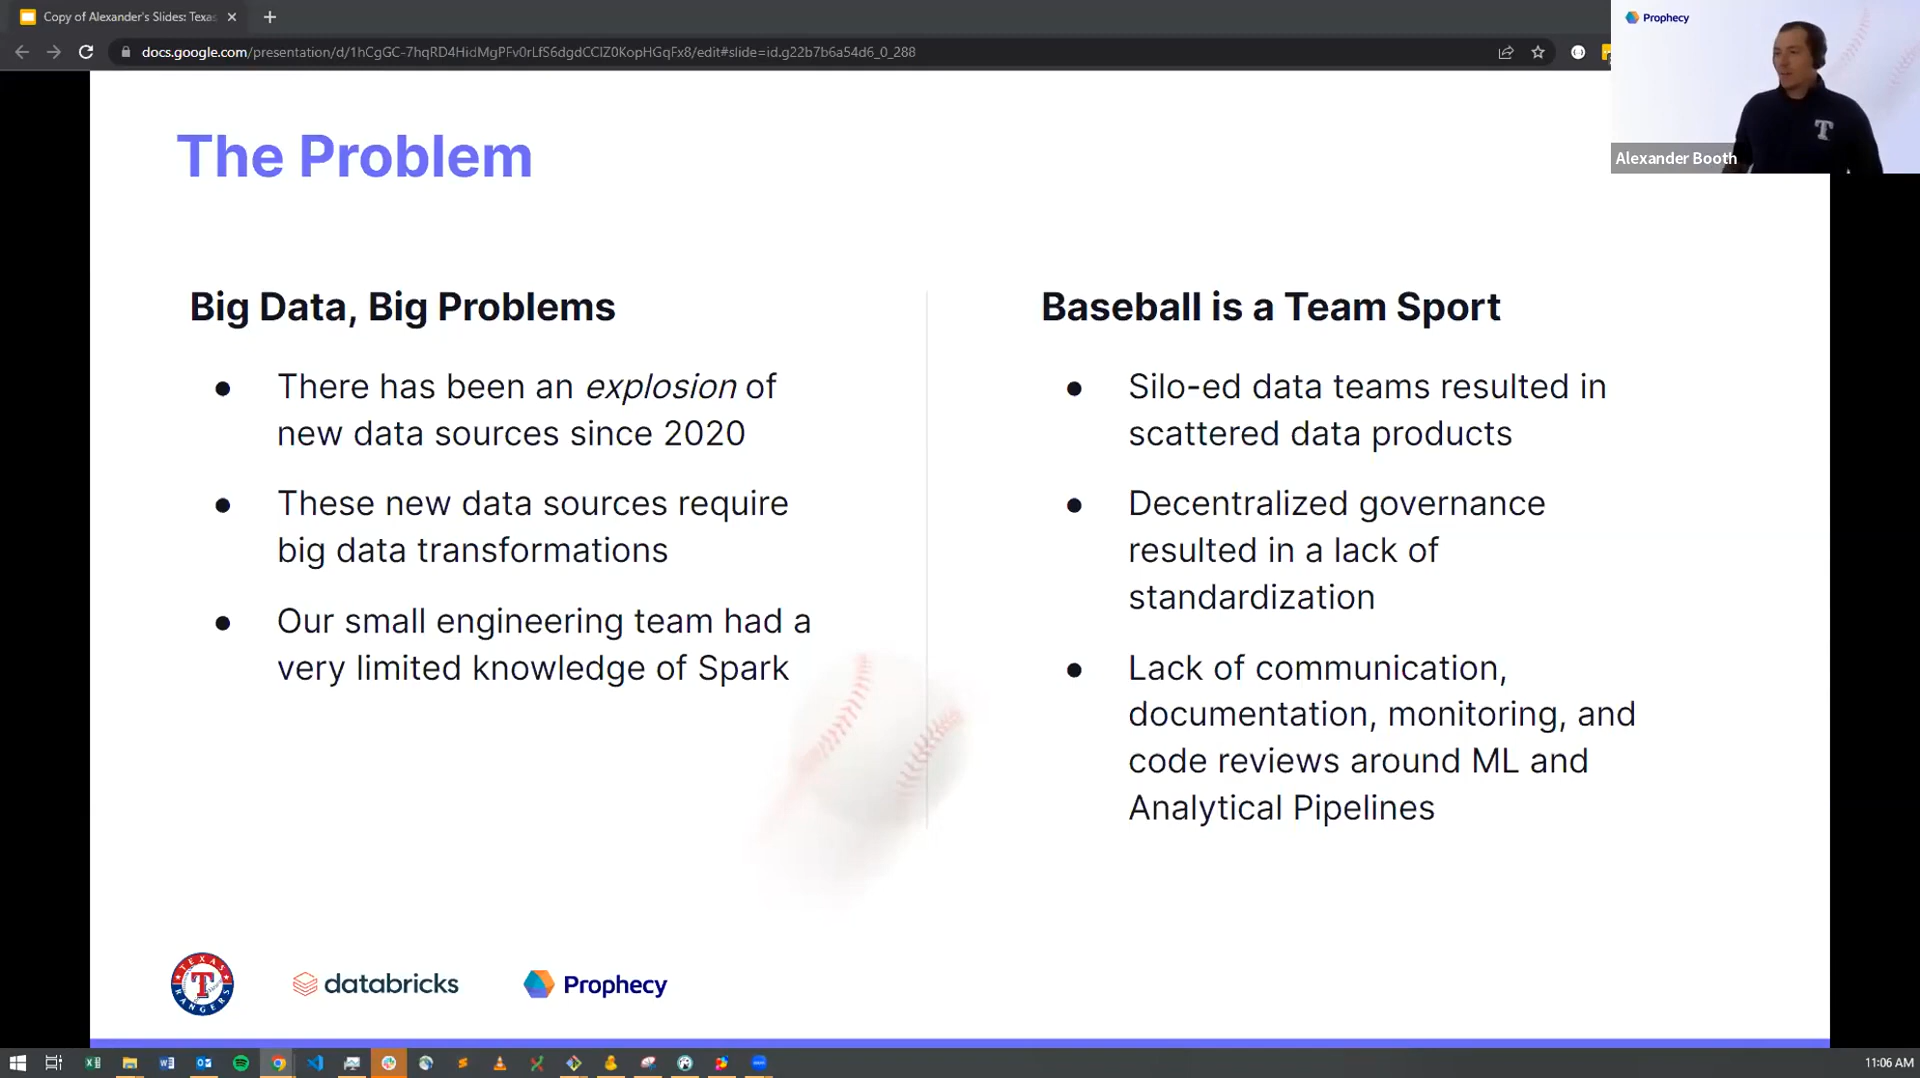 Copy of Alexander's Slides: Texas
docs.google.com/presentation/d/1hCgGC-7hqRD4HidMgPFv0rLfS6dgdCClZ0KopHGqFx8/edit#slide=id.g22b7b6a54d6_0_288
Prophecy
Alexander Booth
The Problem
Big Data, Big Problems
● There has been an explosion of
new data sources since 2020
● These new data sources require
big data transformations
● Our small engineering team had a
very limited knowledge of Spark
Baseball is a Team Sport
● Silo-ed data teams resulted in
scattered data products
● Decentralized governance
resulted in a lack of
standardization
● Lack of communication,
documentation, monitoring, and
code reviews around ML and
Analytical Pipelines
TEXAS
T
RANGERS
databricks
Prophecy
11:06 AM